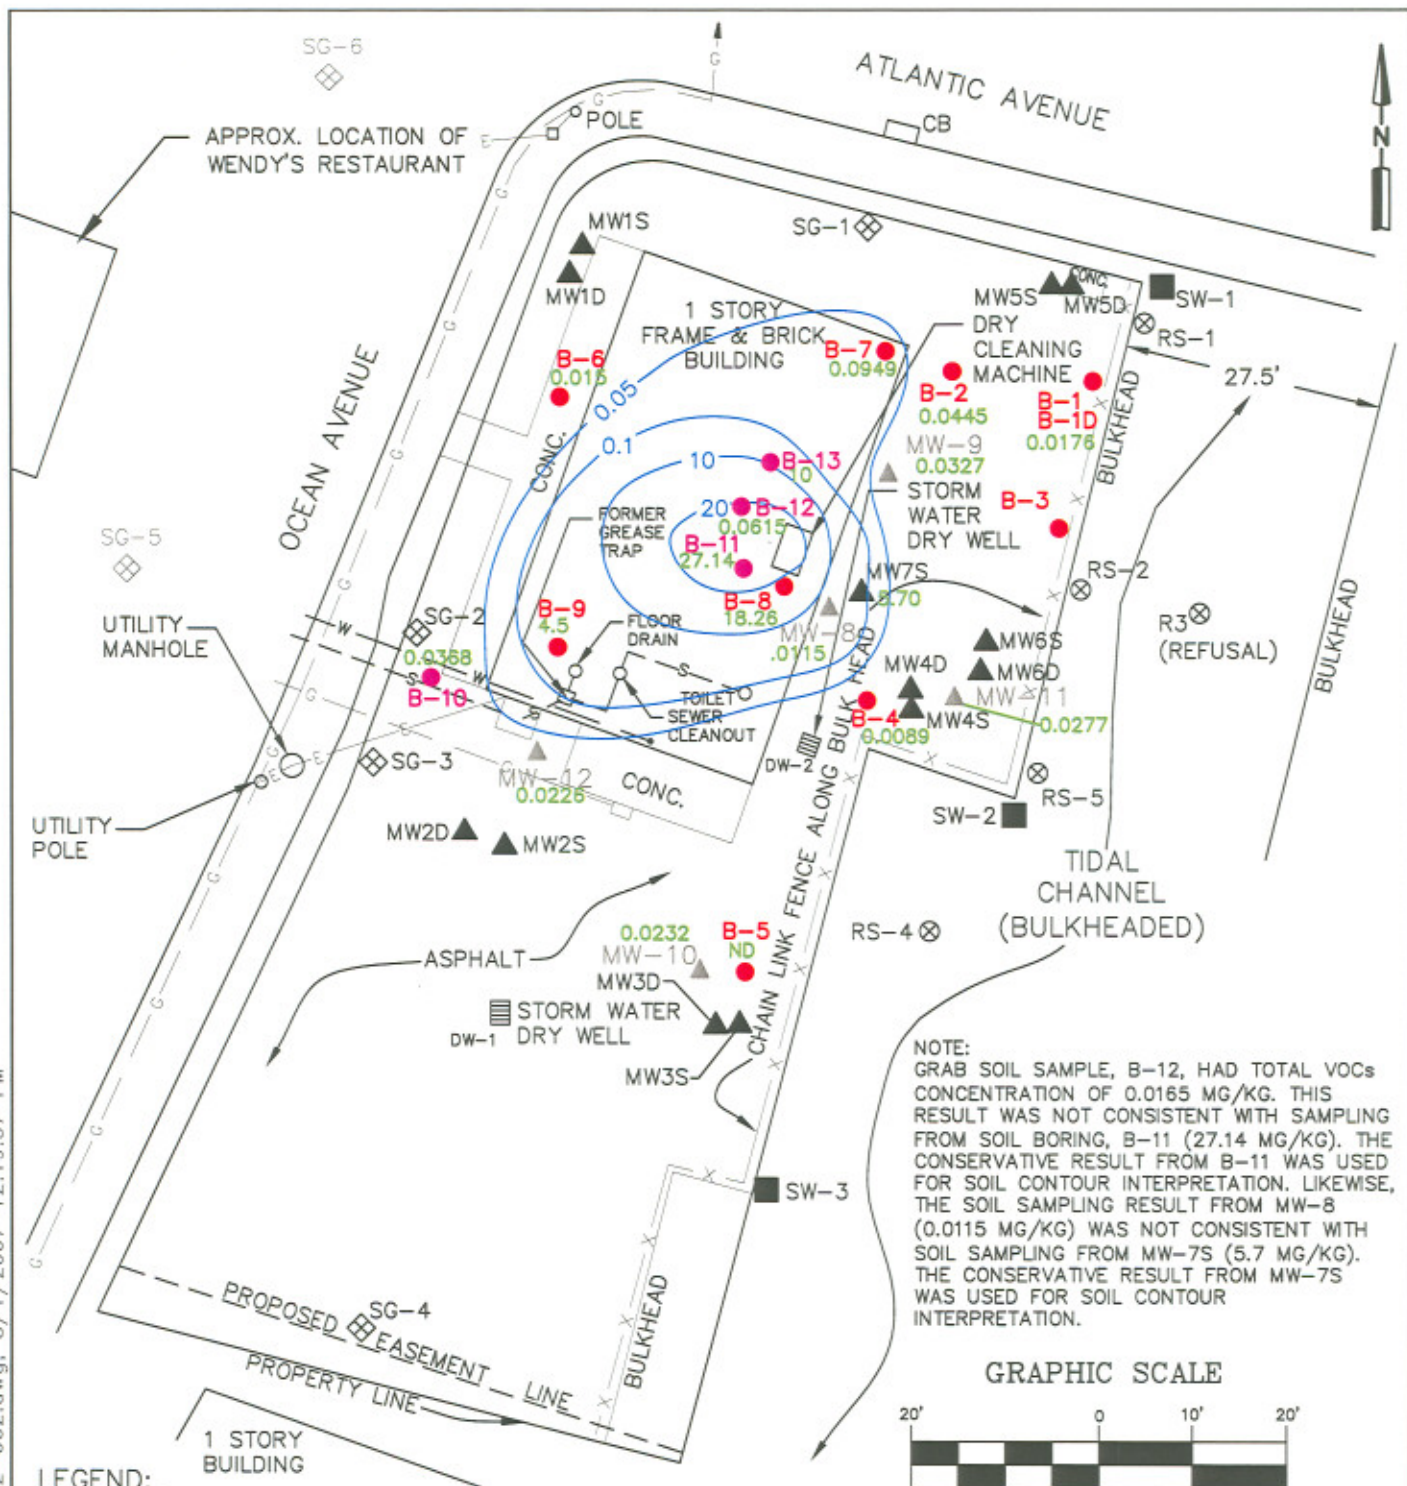 SG-6
ATLANTIC AVENUE
G
POLE
CB
E
APPROX. LOCATION OF
WENDY'S RESTAURANT
N
MW1S
SG-1
MW1D
CONC.
MW5S
MW5D
SW-1
1 STORY
FRAME & BRICK
BUILDING
DRY
CLEANING
MACHINE
RS-1
27.5'
B-7
0.0949
B-6
0.015
B-2
0.0445
B-1
B-1D
0.0176
BULKHEAD
0.05
0.1
OCEAN AVENUE
CONC.
MW-9
0.0327
10
B-13
10
STORM
WATER
DRY WELL
B-3
20
B-12
0.0615
FORMER
GREASE
TRAP
B-11
27.14
SG-5
MW7S
5.70
RS-2
B-8
18.26
B-9
4.5
FLOOR
DRAIN
MW-8
.0115
R3
(REFUSAL)
BULKHEAD
SG-2
UTILITY
MANHOLE
W
0.0368
MW6S
MW6D
MW4D
S
W
S
B-10
TOILET
SEWER
CLEANOUT
S
MW-11
0.0277
B-4
0.0089
MW4S
DW-2
SG-3
MW-12
0.0226
CONC.
RS-5
SW-2
UTILITY
POLE
MW2D
MW2S
CHAIN LINK FENCE ALONG BULK HEAD
TIDAL
CHANNEL
(BULKHEADED)
0.0232
B-5
ND
RS-4
ASPHALT
MW-10
MW3D
STORM WATER
DRY WELL
DW-1
MW3S
NOTE:
GRAB SOIL SAMPLE, B-12, HAD TOTAL VOCs
CONCENTRATION OF 0.0165 MG/KG. THIS
RESULT WAS NOT CONSISTENT WITH SAMPLING
FROM SOIL BORING, B-11 (27.14 MG/KG). THE
CONSERVATIVE RESULT FROM B-11 WAS USED
FOR SOIL CONTOUR INTERPRETATION. LIKEWISE,
THE SOIL SAMPLING RESULT FROM MW-8
(0.0115 MG/KG) WAS NOT CONSISTENT WITH
SOIL SAMPLING FROM MW-7S (5.7 MG/KG).
THE CONSERVATIVE RESULT FROM MW-7S
WAS USED FOR SOIL CONTOUR
INTERPRETATION.
SW-3
BULKHEAD
PROPOSED EASEMENT LINE
SG-4
PROPERTY LINE
GRAPHIC SCALE
20' 0 10' 20'
1 STORY
BUILDING
LEGEND: